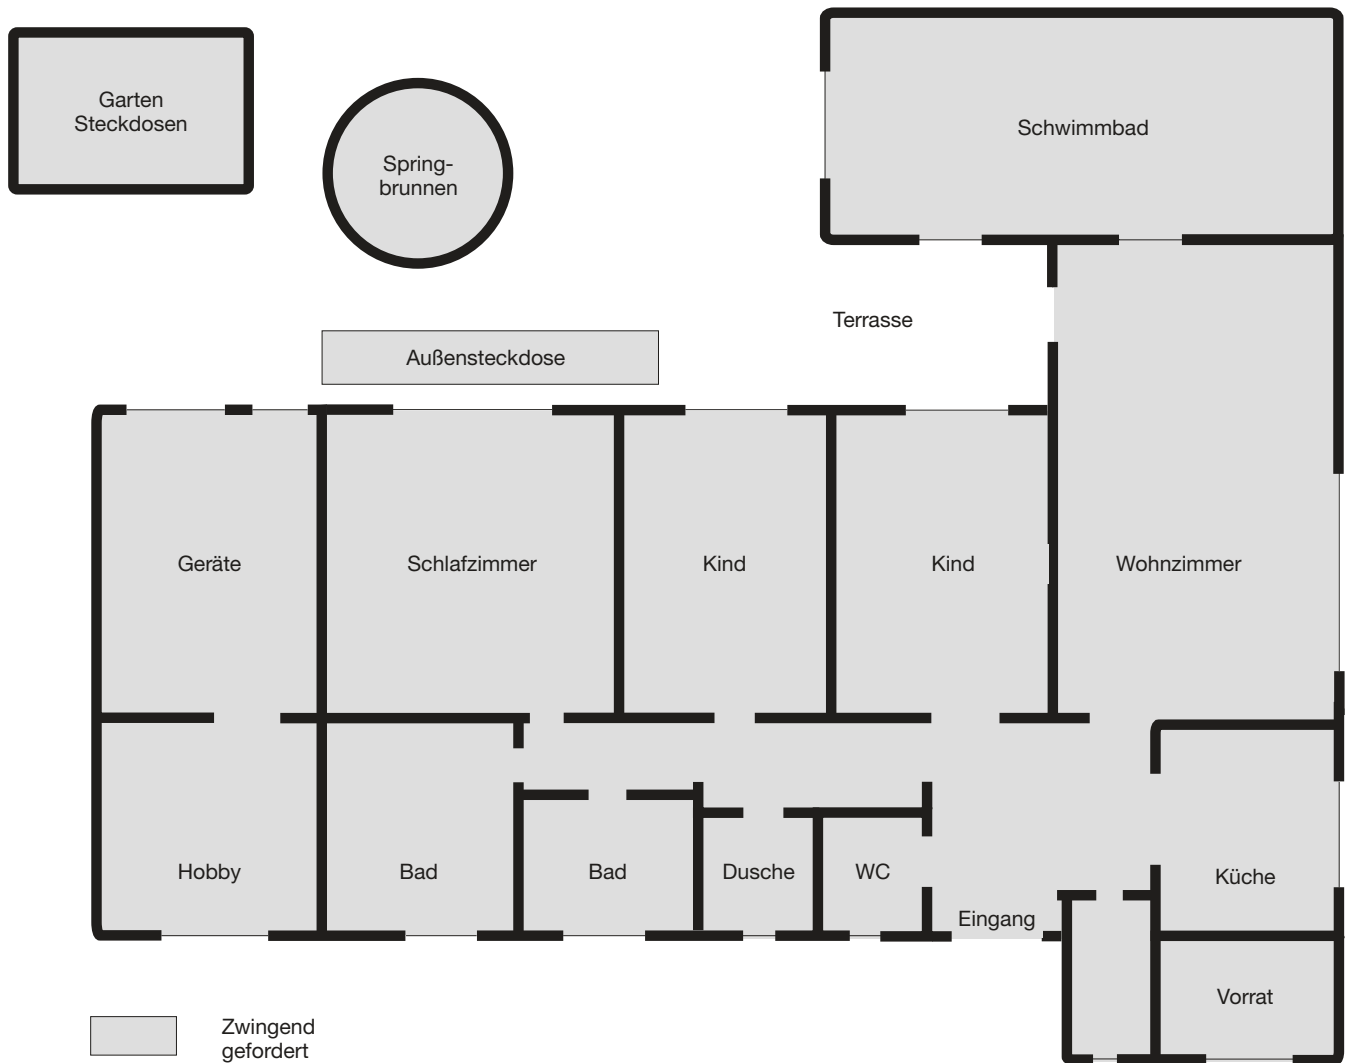 Garten
Steckdosen
Spring-
brunnen
Schwimmbad
Terrasse
Außensteckdose
Geräte
Schlafzimmer
Kind
Kind
Wohnzimmer
Hobby
Bad
Bad
Dusche
WC
Küche
Eingang
Vorrat
Zwingend
gefordert